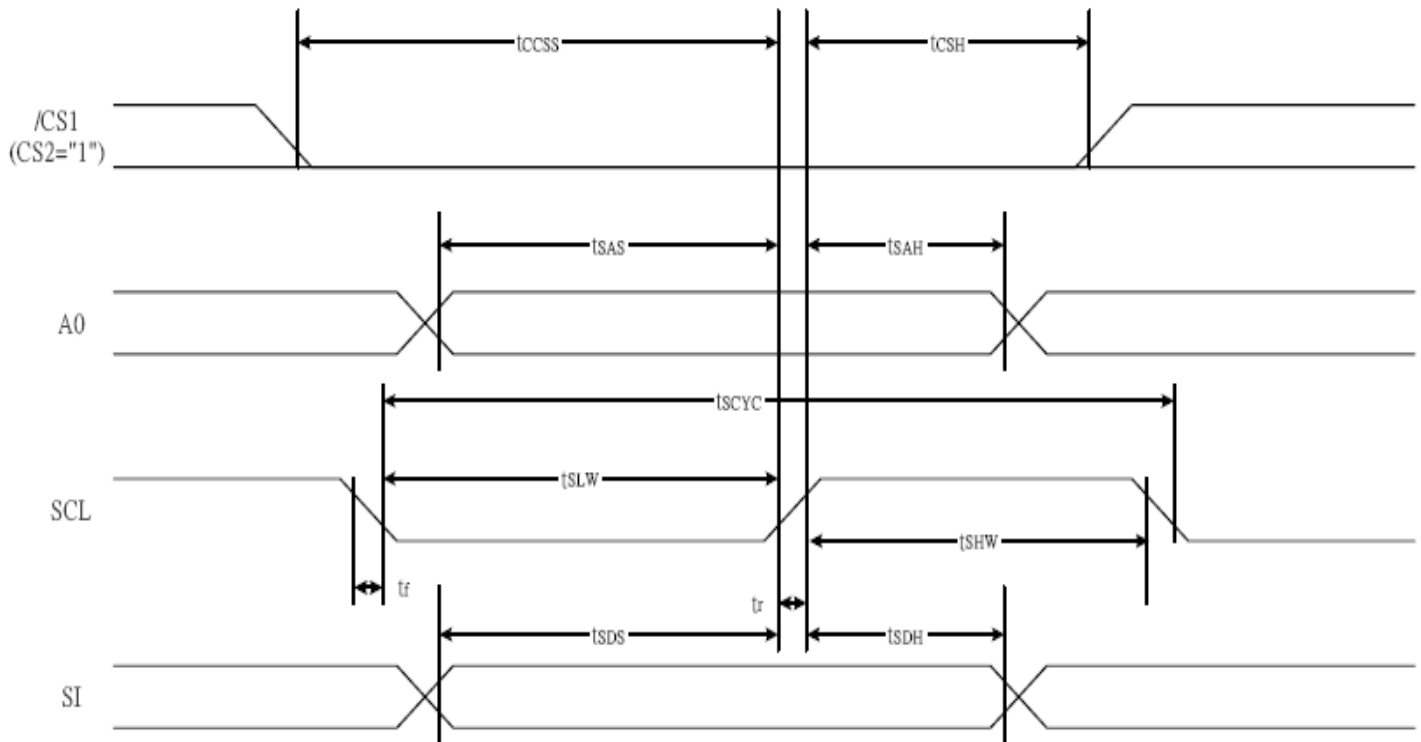 tCCSS
tCSH
/CS1
(CS2="1")
tSAS
tSAH
A0
tSCYC
tSLW
SCL
tSHW
tf
tr
tSDS
tSDH
SI